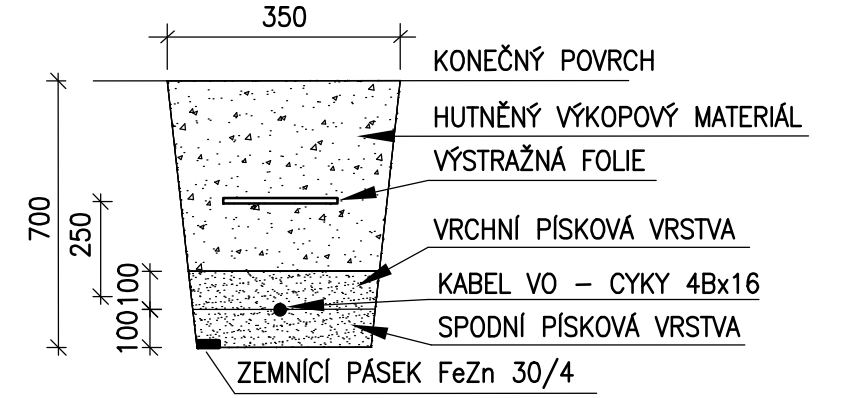 350
KONEČNÝ POVRCH
HUTNĚNÝ VÝKOPOVÝ MATERIÁL
VÝSTRAŽNÁ FOLIE
700
250
VRCHNÍ PÍSKOVÁ VRSTVA
100
KABEL VO - CYKY 4Bx16
100
SPODNÍ PÍSKOVÁ VRSTVA
ZEMNÍCÍ PÁSEK FeZn 30/4